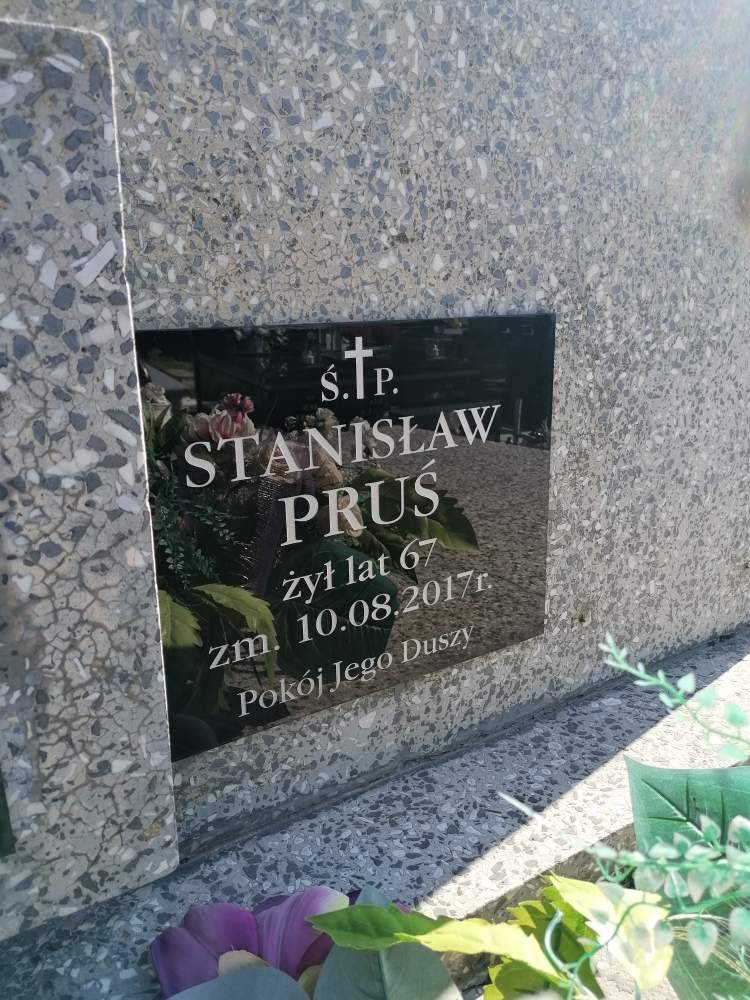 Ś.†P.
STANISŁAW
PRUŚ
żył lat 67
zm. 10.08.2017r.
Pokój Jego Duszy